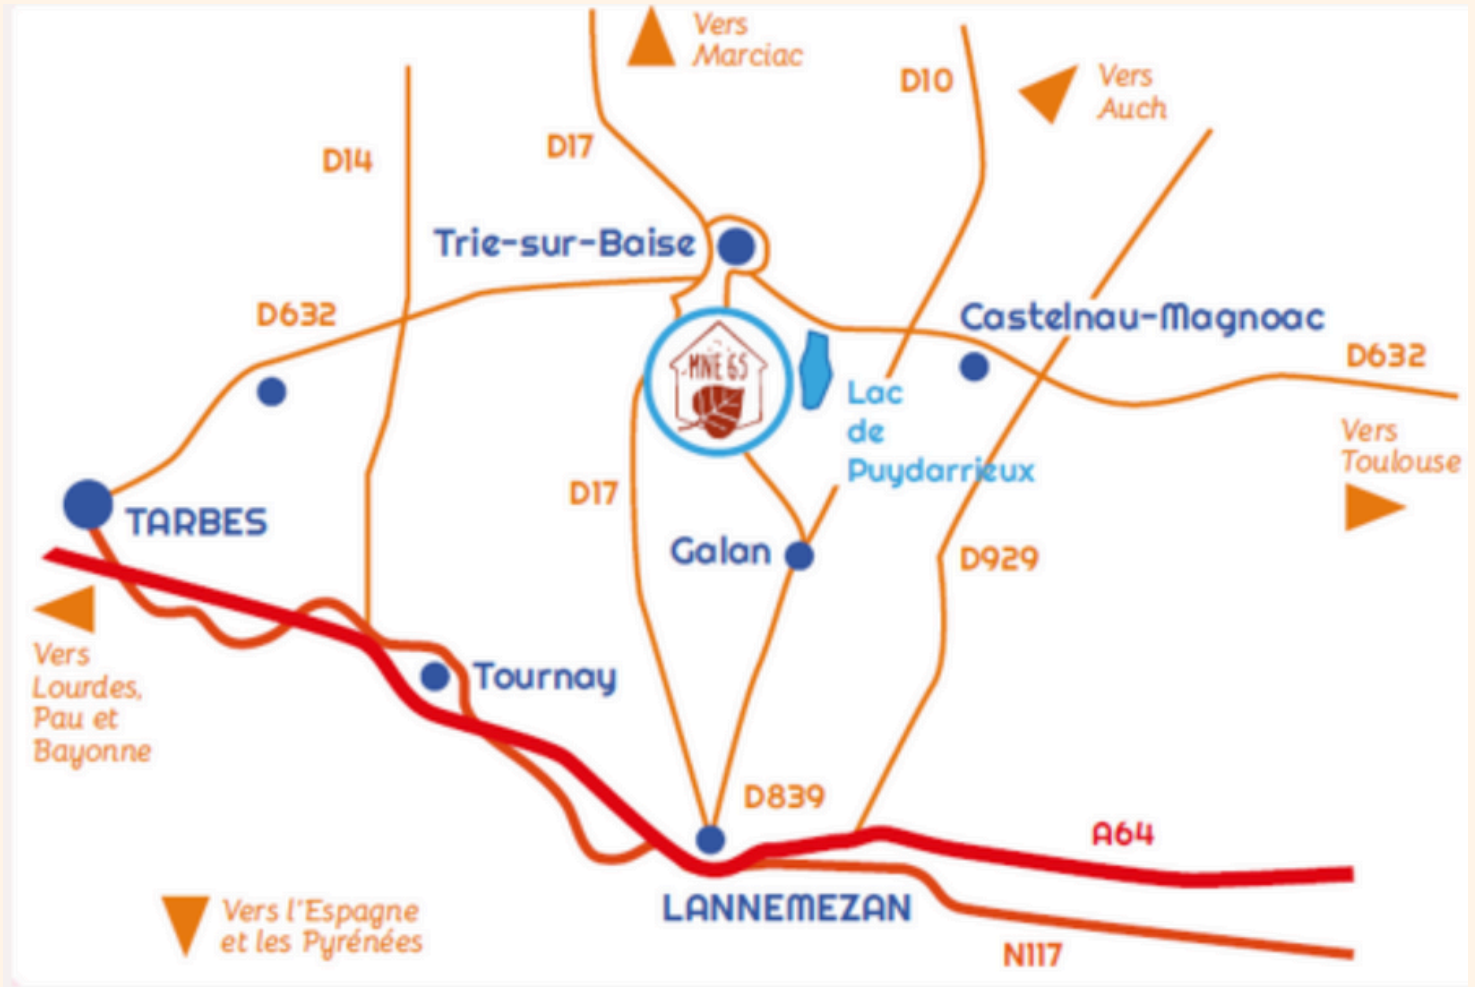 Vers
Marciac
D10
Vers
Auch
D17
D14
Trie-sur-Baise
D632
Castelnau-Magnoac
D632
MNE 65
Lac
de
Puydarrieux
Vers
Toulouse
D17
TARBES
Galan
D929
Vers
Lourdes,
Pau et
Bayonne
Tournay
D839
A64
LANNEMEZAN
Vers l'Espagne
et les Pyrénées
N117